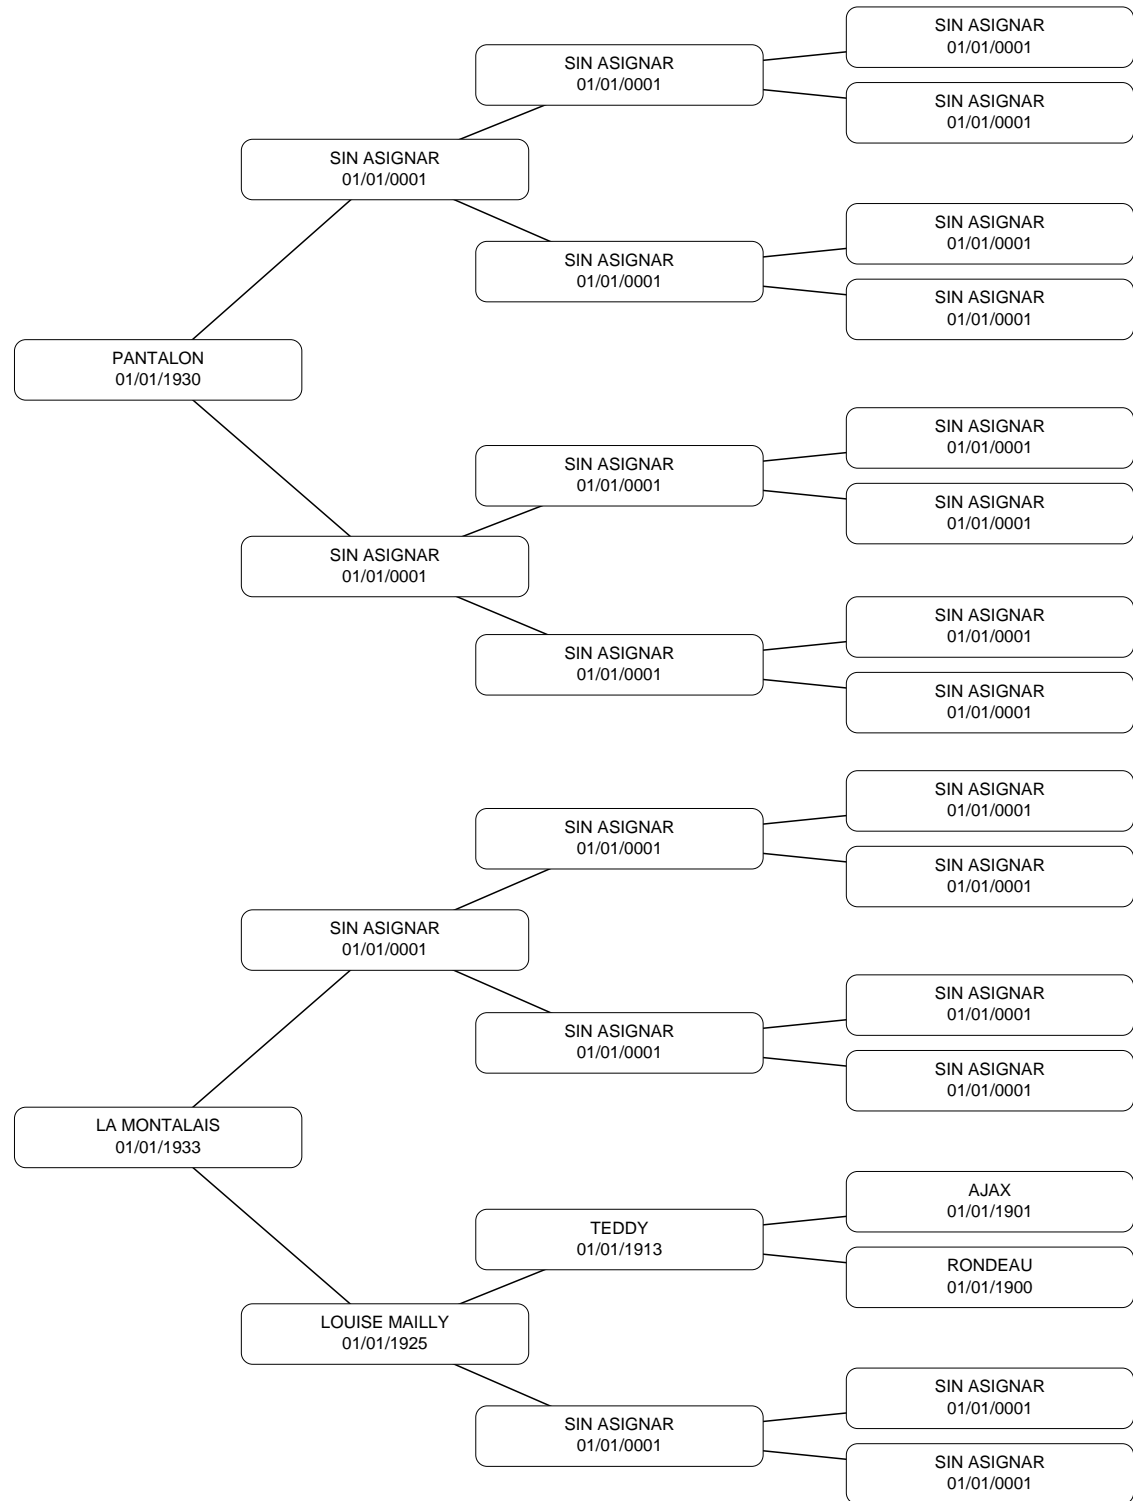 SIN ASIGNAR
01/01/0001
SIN ASIGNAR
01/01/0001
SIN ASIGNAR
01/01/0001
SIN ASIGNAR
01/01/0001
SIN ASIGNAR
01/01/0001
SIN ASIGNAR
01/01/0001
SIN ASIGNAR
01/01/0001
PANTALON
01/01/1930
SIN ASIGNAR
01/01/0001
SIN ASIGNAR
01/01/0001
SIN ASIGNAR
01/01/0001
SIN ASIGNAR
01/01/0001
SIN ASIGNAR
01/01/0001
SIN ASIGNAR
01/01/0001
SIN ASIGNAR
01/01/0001
SIN ASIGNAR
01/01/0001
SIN ASIGNAR
01/01/0001
SIN ASIGNAR
01/01/0001
SIN ASIGNAR
01/01/0001
SIN ASIGNAR
01/01/0001
SIN ASIGNAR
01/01/0001
SIN ASIGNAR
01/01/0001
LA MONTALAIS
01/01/1933
AJAX
01/01/1901
TEDDY
01/01/1913
RONDEAU
01/01/1900
LOUISE MAILLY
01/01/1925
SIN ASIGNAR
01/01/0001
SIN ASIGNAR
01/01/0001
SIN ASIGNAR
01/01/0001